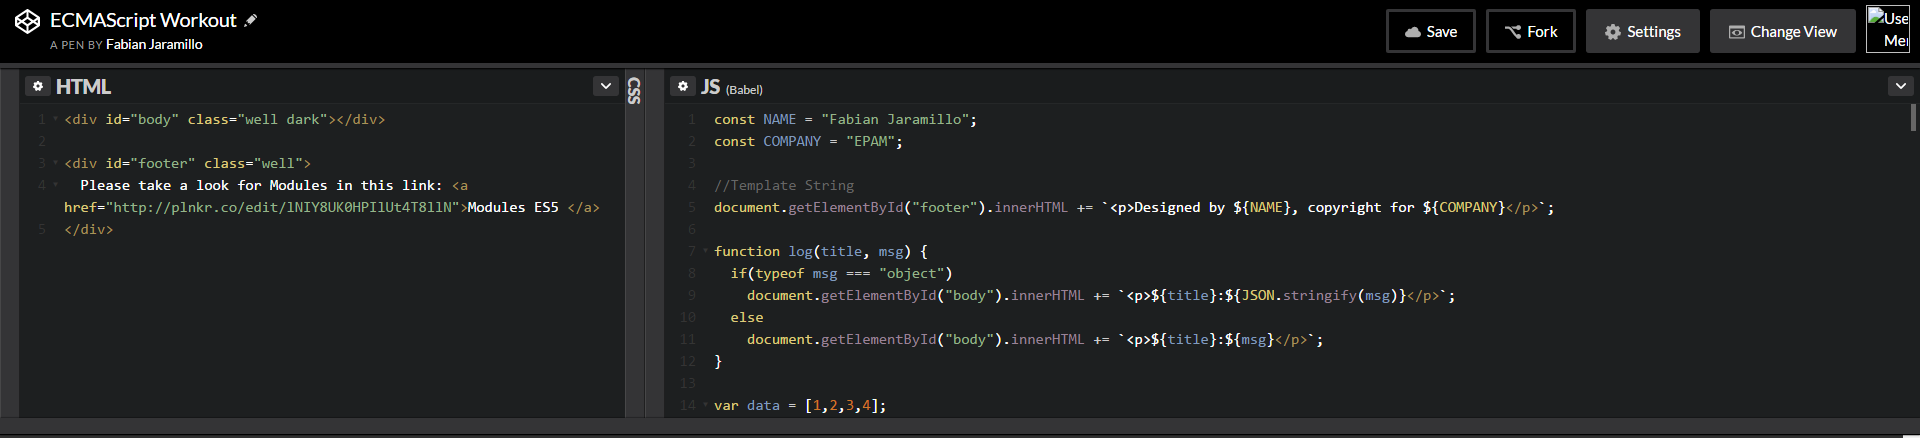 ECMAScript Workout
A PEN BY Fabian Jaramillo
Save
Fork
Settings
Change View
Use
Me
HTML
1 <div id="body" class="well dark"></div>
2
3 <div id="footer" class="well">
4 Please take a look for Modules in this link: <a
href="http://plnkr.co/edit/lNIY8UK0HPIlUt4T8llN">Modules ES5 </a>
5 </div>
CSS
JS (Babel)
1 const NAME = "Fabian Jaramillo";
2 const COMPANY = "EPAM";
3
4 //Template String
5 document.getElementById("footer").innerHTML += `<p>Designed by ${NAME}, copyright for ${COMPANY}</p>`;
6
7 function log(title, msg) {
8 if(typeof msg === "object")
9 document.getElementById("body").innerHTML += `<p>${title}:${JSON.stringify(msg)}</p>`;
10 else
11 document.getElementById("body").innerHTML += `<p>${title}:${msg}</p>`;
12 }
13
14 var data = [1,2,3,4];